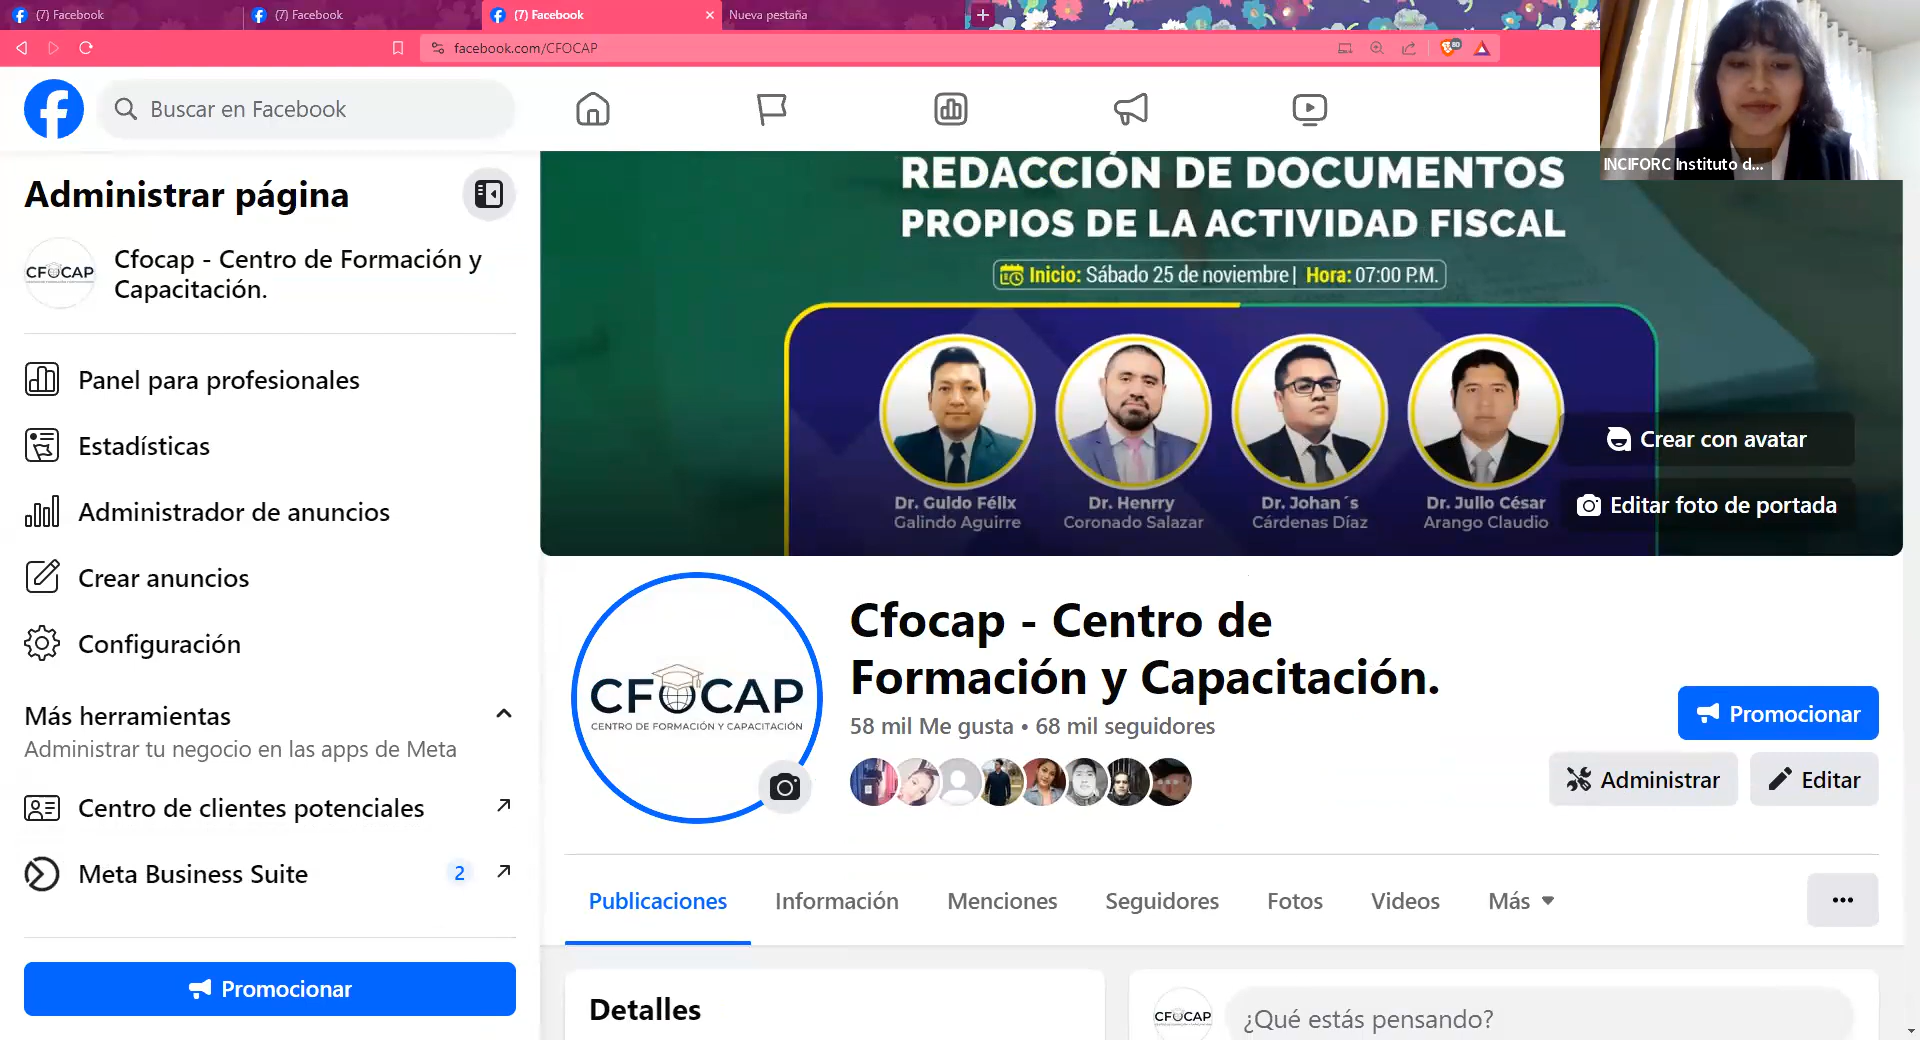 (7) Facebook
(7) Facebook
(7) Facebook
Nueva pestaña
facebook.com/CFOCAP
80
INCIFORC Instituto d...
Buscar en Facebook
Administrar página
CFOCAP
Cfocap - Centro de Formación y
Capacitación.
Panel para profesionales
Estadísticas
Administrador de anuncios
Crear anuncios
Configuración
Más herramientas
Administrar tu negocio en las apps de Meta
Centro de clientes potenciales
Meta Business Suite
2
Promocionar
REDACCIÓN DE DOCUMENTOS
PROPIOS DE LA ACTIVIDAD FISCAL
Inicio: Sábado 25 de noviembre | Hora: 07:00 P.M.
Dr. Guido Félix
Galindo Aguirre
Dr. Henrry
Coronado Salazar
Dr. Johan´s
Cárdenas Díaz
Dr. Julio César
Arango Claudio
Crear con avatar
Editar foto de portada
CFOCAP
CENTRO DE FORMACIÓN Y CAPACITACIÓN
Cfocap - Centro de
Formación y Capacitación.
58 mil Me gusta • 68 mil seguidores
Promocionar
Administrar
Editar
Publicaciones
Información
Menciones
Seguidores
Fotos
Videos
Más
Detalles
CFOCAP
¿Qué estás pensando?